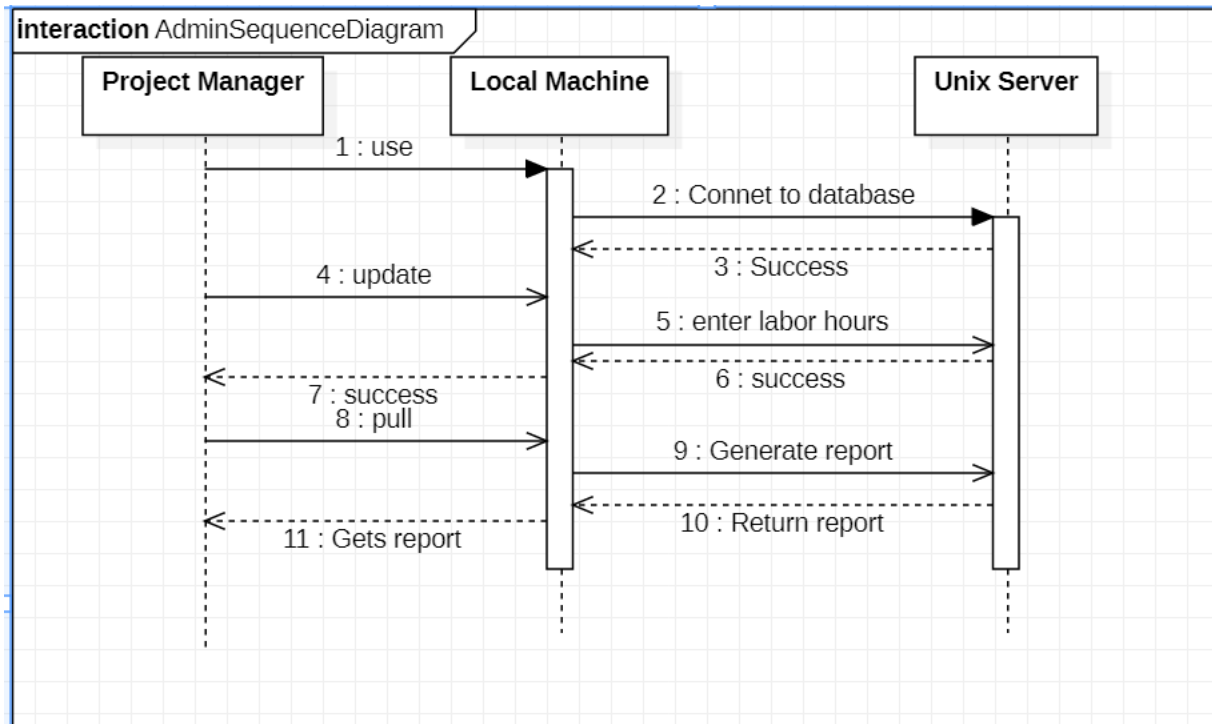 interaction AdminSequenceDiagram
Project Manager
Local Machine
Unix Server
1 : use
2 : Connet to database
3 : Success
4 : update
5 : enter labor hours
6 : success
7 : success
8 : pull
9 : Generate report
10 : Return report
11 : Gets report